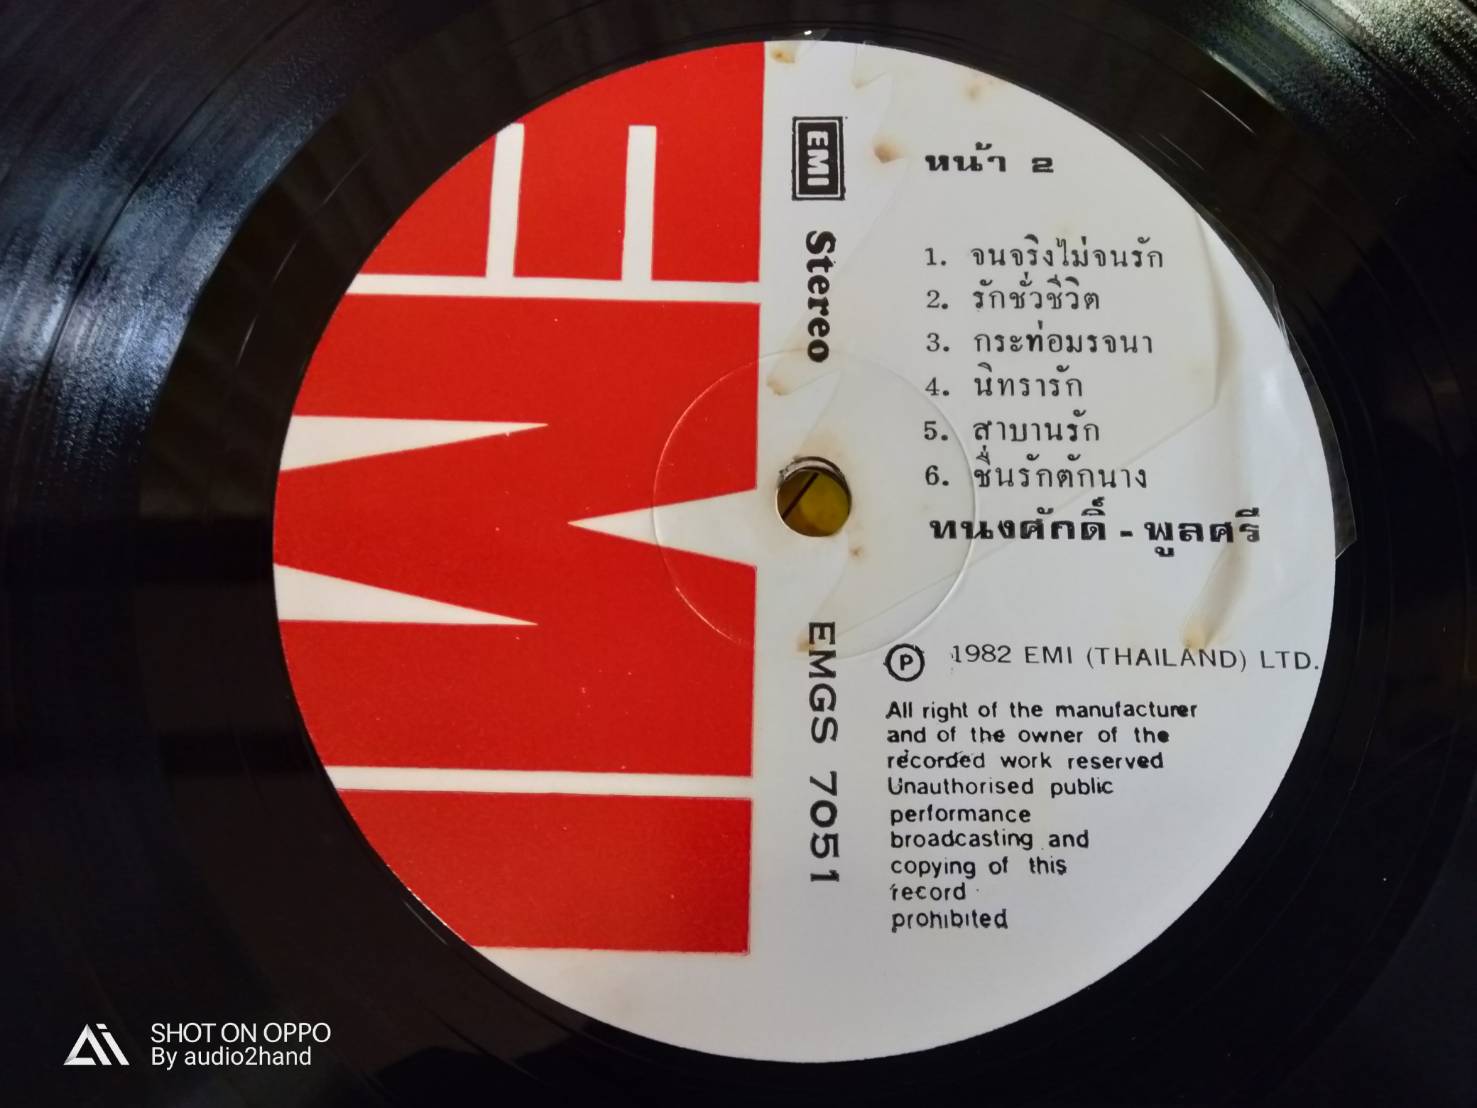 EMI
EMI
Stereo
EMGS 7051
หน้า 2
1. จนจริงไม่จนรัก
2. รักชั่วชีวิต
3. กระท่อมรจนา
4. นิทรารัก
5. สาบานรัก
6. ชื่นรักตักนาง
ทนงศักดิ์ - พูลศรี
Ⓟ 1982 EMI (THAILAND) LTD.
All right of the manufacturer
and of the owner of the
recorded work reserved
Unauthorised public
performance
broadcasting and
copying of this
record
prohibited
SHOT ON OPPO
By audio2hand